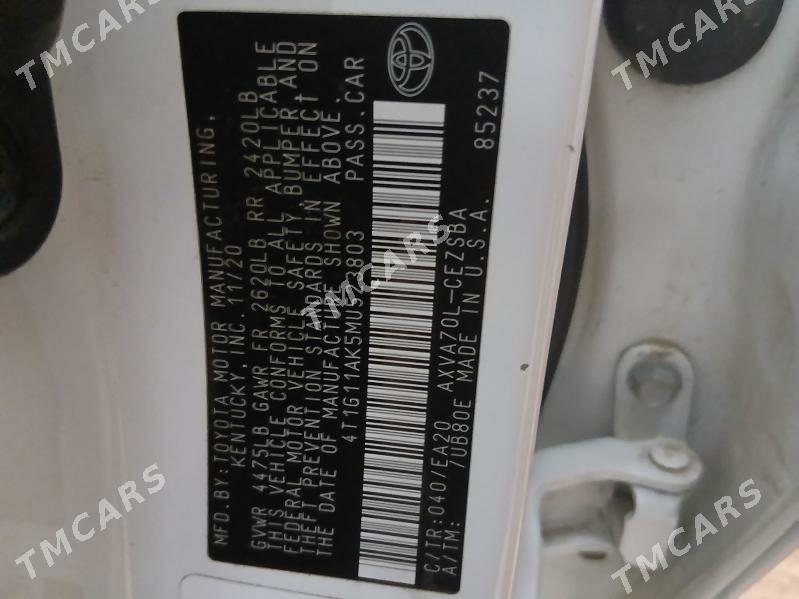 MFD.BY: TOYOTA MOTOR MANUFACTURING,
KENTUCKY, INC. 11/20
GVWR 4475LB GAWR FR 2620LB RR 2420LB
THIS VEHICLE CONFORMS TO ALL APPLICABLE
FEDERAL MOTOR VEHICLE SAFETY, BUMPER AND
THEFT PREVENTION STANDARDS IN EFFECT ON
THE DATE OF MANUFACTURE SHOWN ABOVE.
PASS.CAR
C/TR:040/EA20 AXVA70L-CEZSBA
A/TM: /UB80E MADE IN U.S.A.
85237
TMCARS
TMCARS
TMCARS
TMCARS
TMCARS
TMCARS